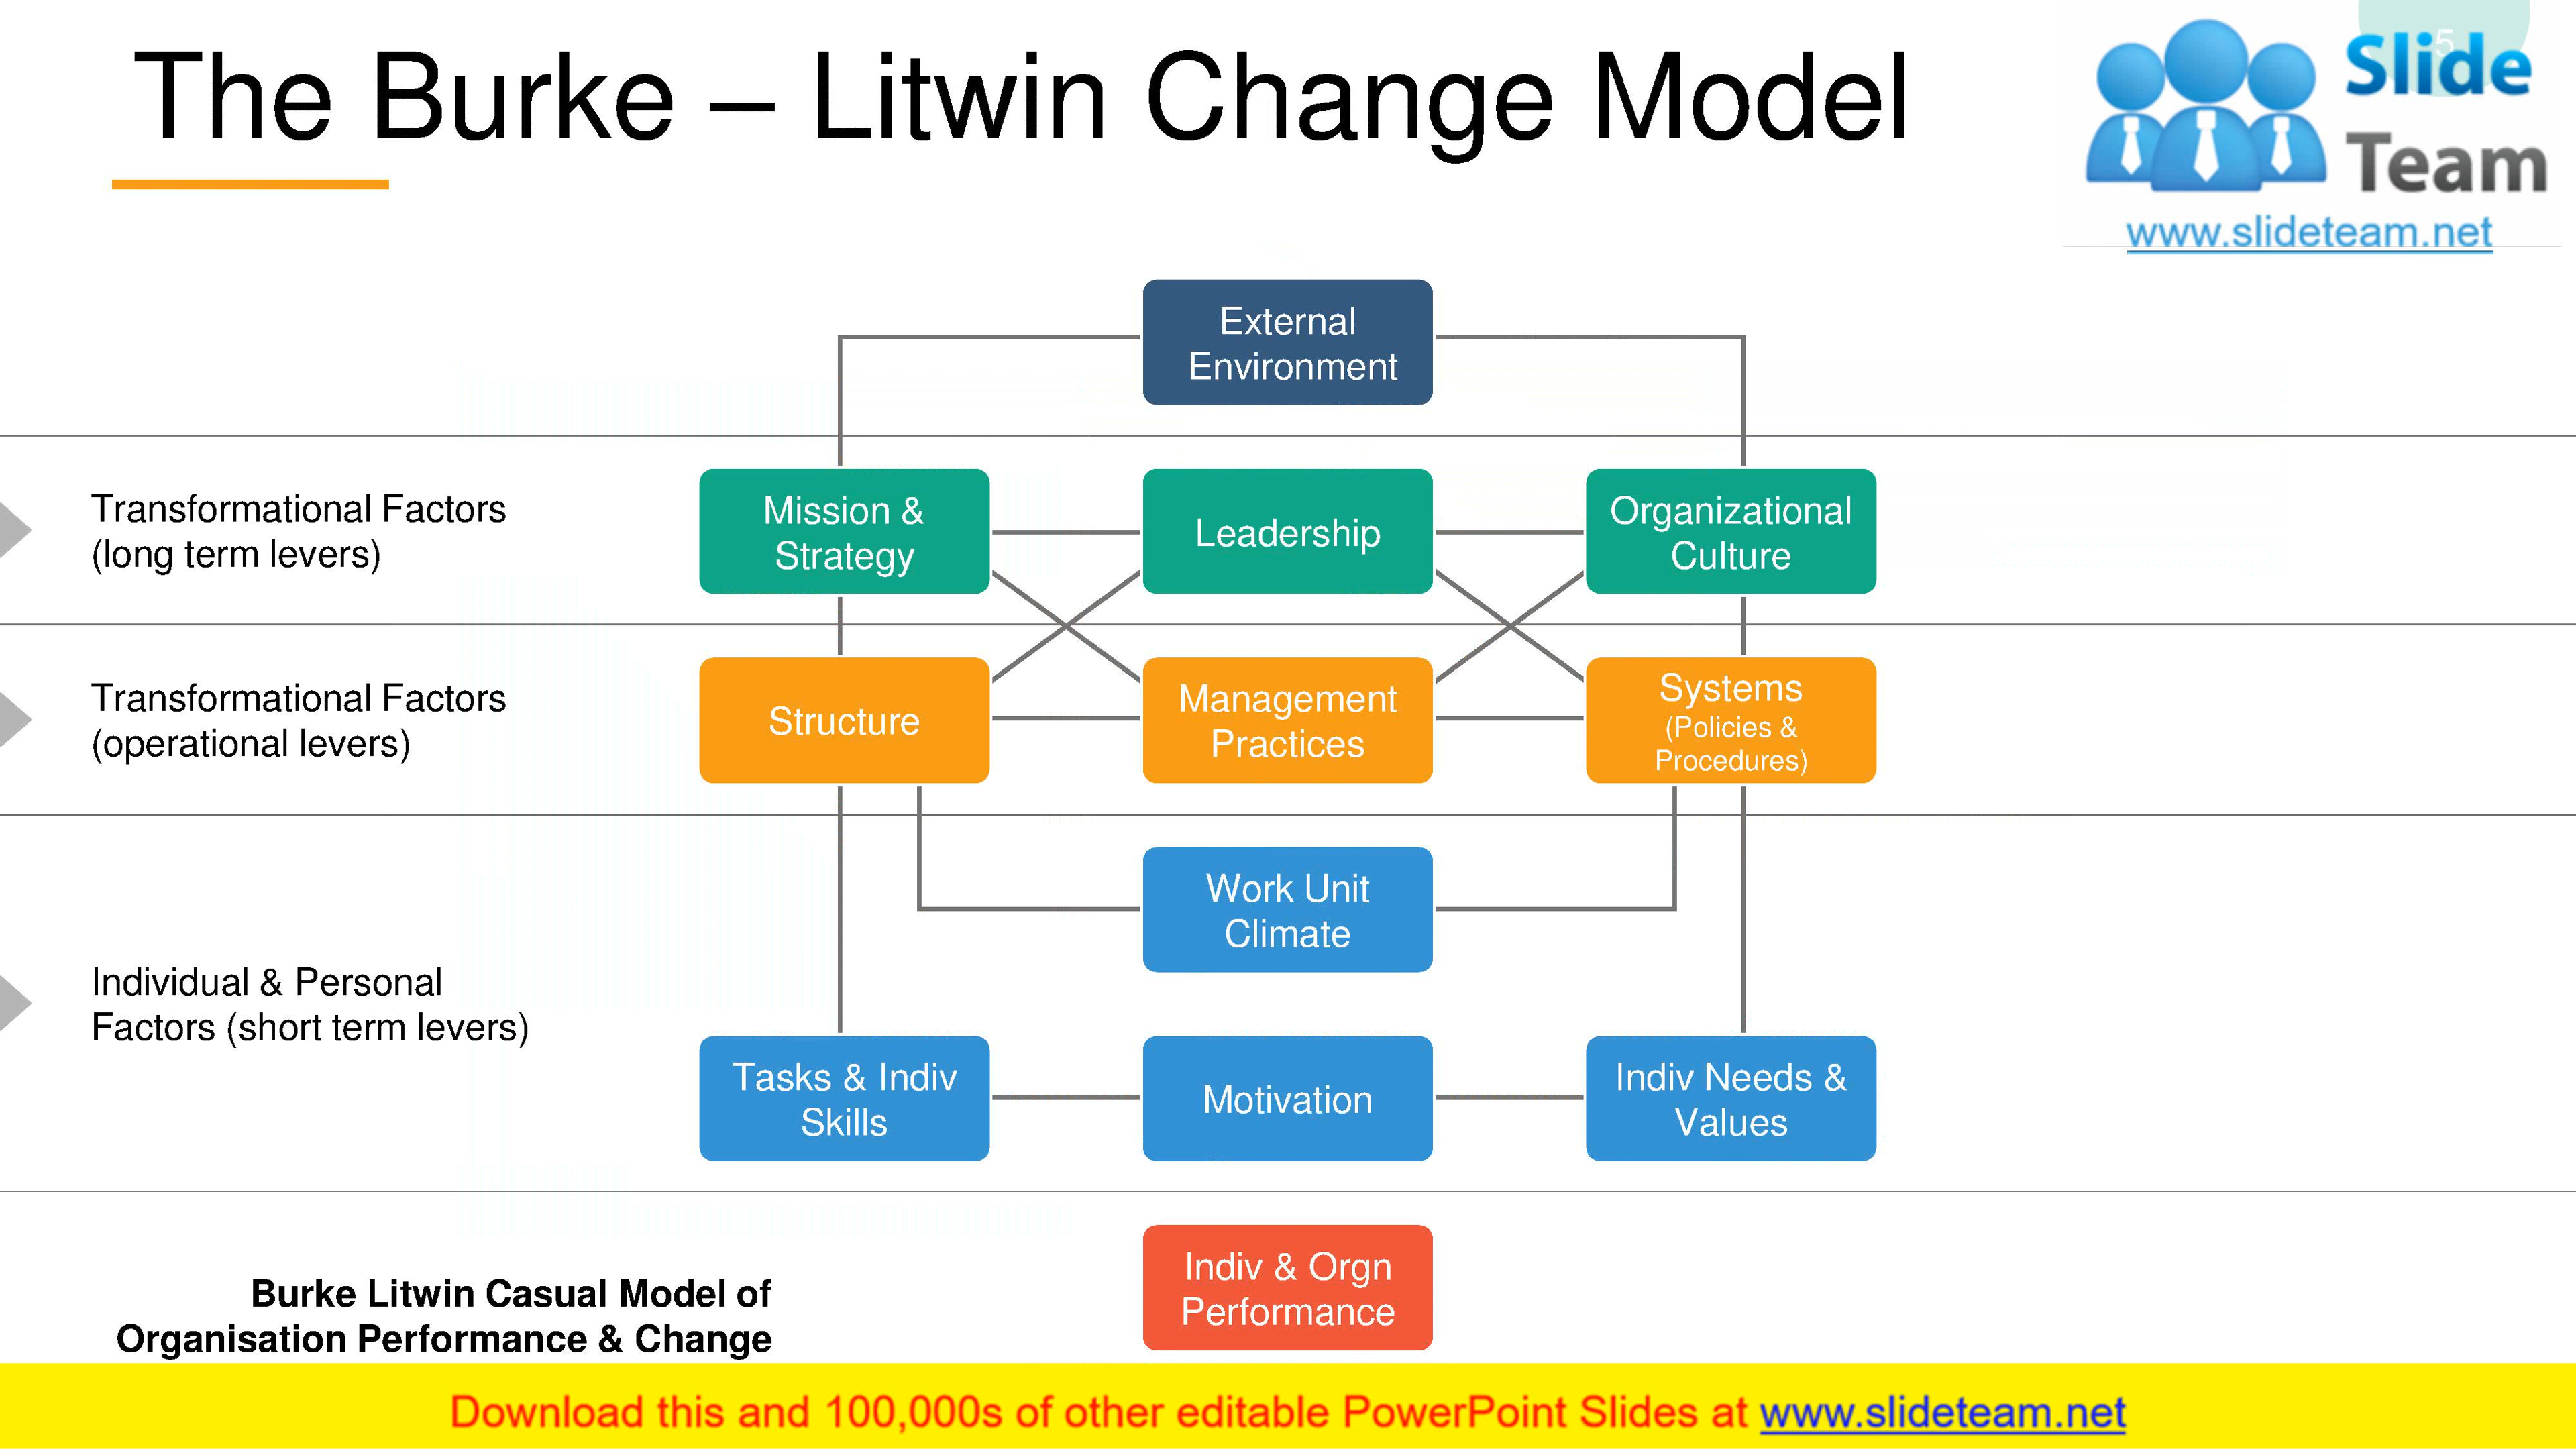 The Burke – Litwin Change Model
5
Slide
Team
www.slideteam.net
External
Environment
Transformational Factors
(long term levers)
Mission &
Strategy
Leadership
Organizational
Culture
Transformational Factors
(operational levers)
Structure
Management
Practices
Systems
(Policies &
Procedures)
Work Unit
Climate
Individual & Personal
Factors (short term levers)
Tasks & Indiv
Skills
Motivation
Indiv Needs &
Values
Indiv & Orgn
Performance
Burke Litwin Casual Model of
Organisation Performance & Change
Download this and 100,000s of other editable PowerPoint Slides at www.slideteam.net